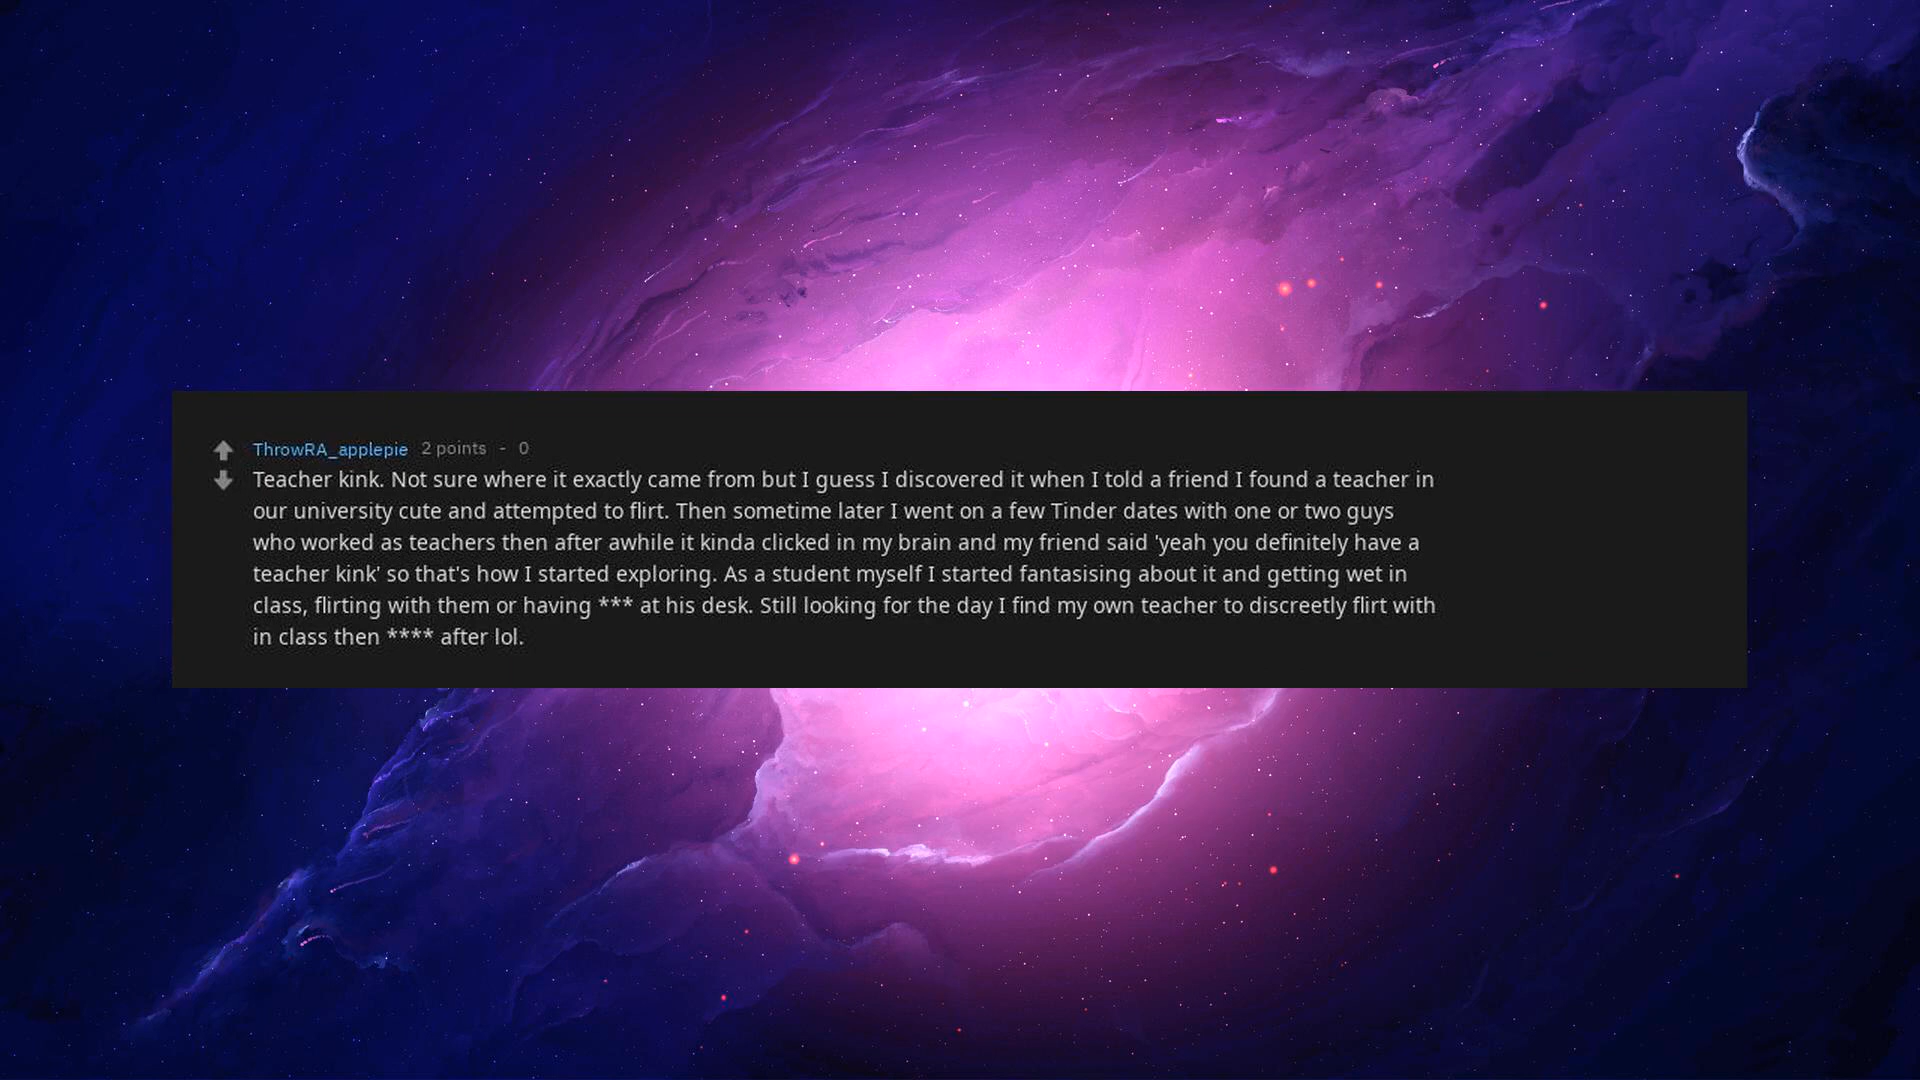 ThrowRA_applepie 2 points - 0
Teacher kink. Not sure where it exactly came from but I guess I discovered it when I told a friend I found a teacher in
our university cute and attempted to flirt. Then sometime later I went on a few Tinder dates with one or two guys
who worked as teachers then after awhile it kinda clicked in my brain and my friend said 'yeah you definitely have a
teacher kink' so that's how I started exploring. As a student myself I started fantasising about it and getting wet in
class, flirting with them or having *** at his desk. Still looking for the day I find my own teacher to discreetly flirt with
in class then **** after lol.